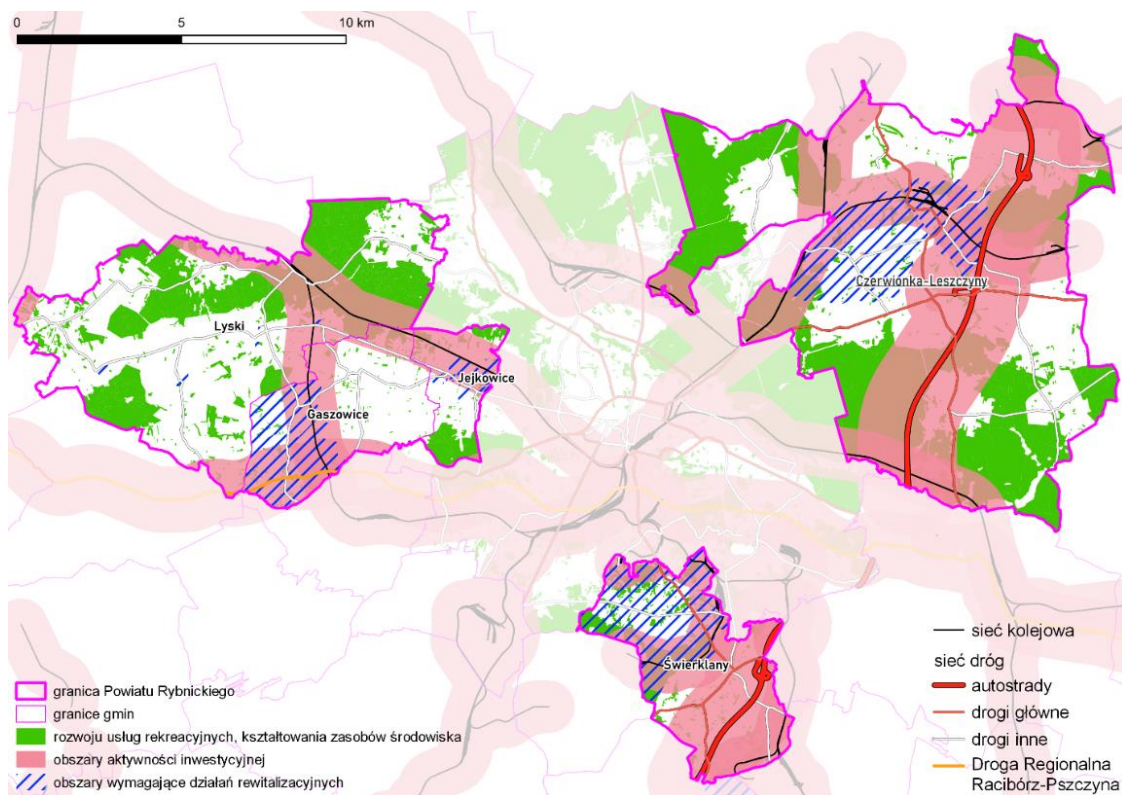 0 5 10 km
Czerwionka-Leszczyny
Lyski
Jejkowice
Gaszowice
Świerklany
granica Powiatu Rybnickiego
granice gmin
rozwoju usług rekreacyjnych, kształtowania zasobów środowiska
obszary aktywności inwestycyjnej
obszary wymagające działań rewitalizacyjnych
sieć kolejowa
sieć dróg
autostrady
drogi główne
drogi inne
Droga Regionalna
Racibórz-Pszczyna